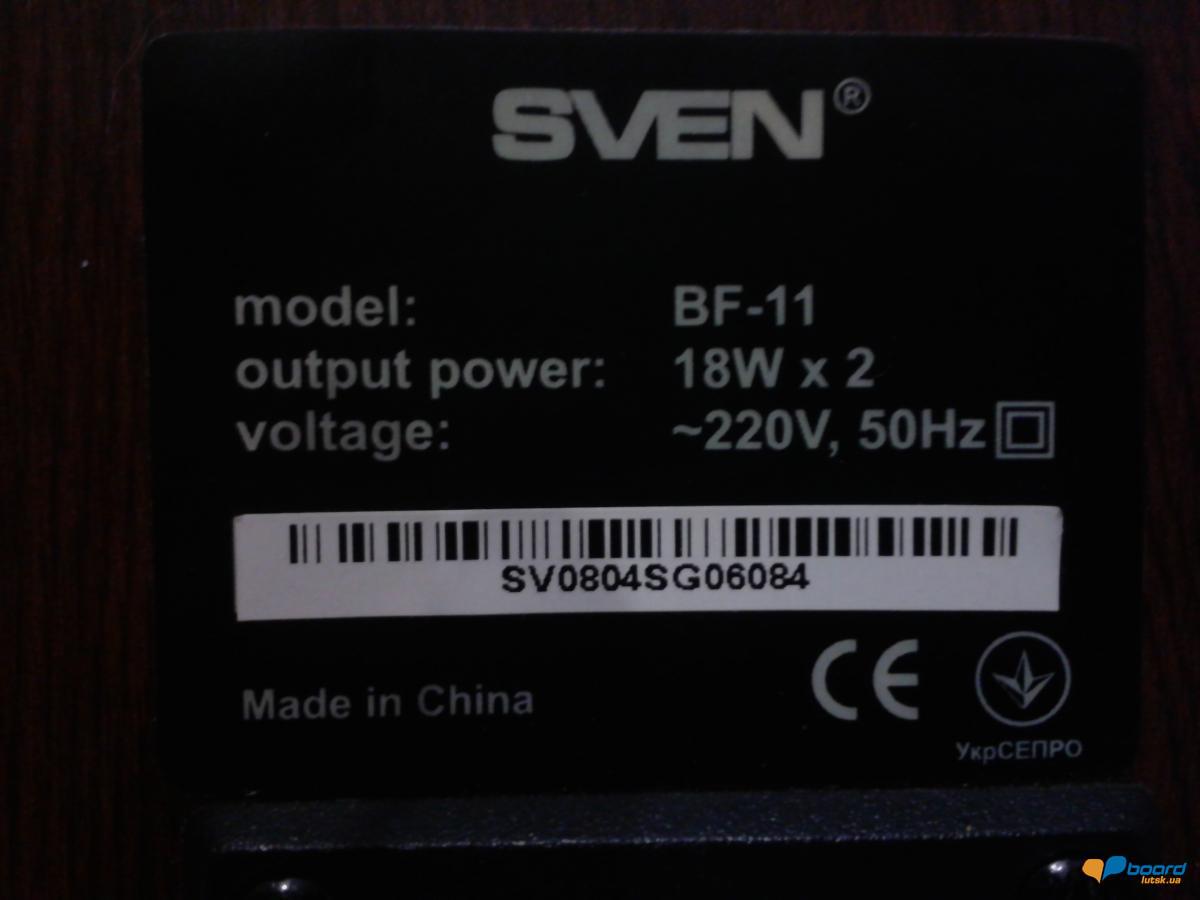 SVEN®
model: BF-11
output power: 18W x 2
voltage: ~220V, 50Hz
SV0804SG06084
Made in China
CE
УкрСЕПРО
board
lutsk.ua